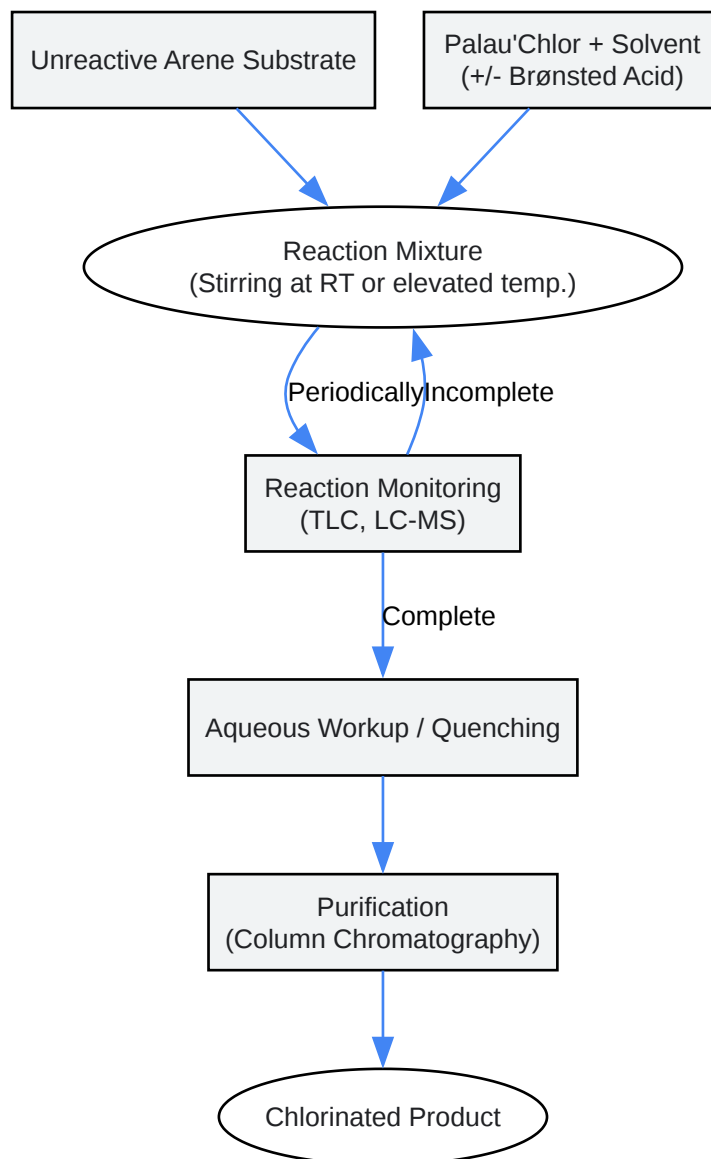 Unreactive Arene Substrate
Palau'Chlor + Solvent
(+/- Brønsted Acid)
Reaction Mixture
(Stirring at RT or elevated temp.)
Periodically
Incomplete
Reaction Monitoring
(TLC, LC-MS)
Complete
Aqueous Workup / Quenching
Purification
(Column Chromatography)
Chlorinated Product